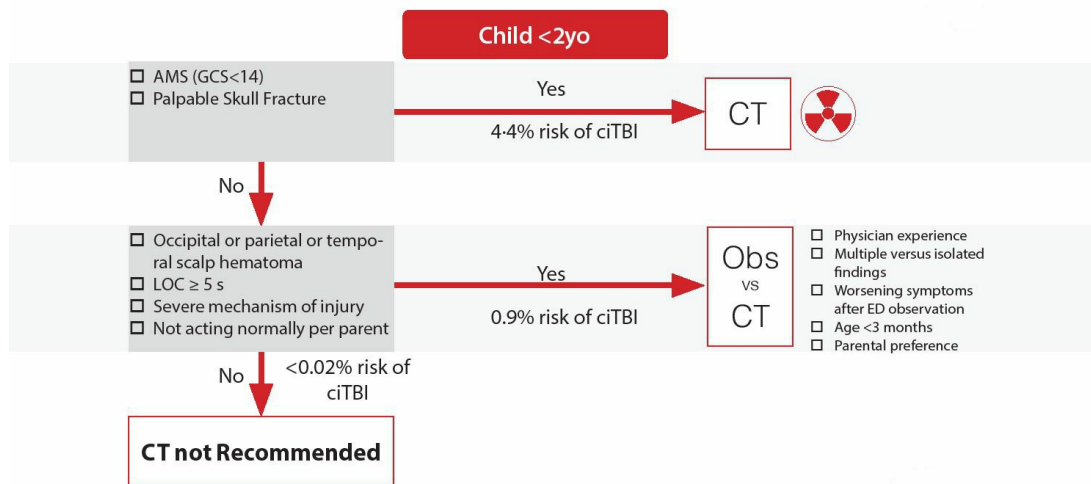 Child <2yo
☐ AMS (GCS<14)
☐ Palpable Skull Fracture
Yes
4·4% risk of ciTBI
CT
No
☐ Occipital or parietal or tempo-
ral scalp hematoma
☐ LOC ≥ 5 s
☐ Severe mechanism of injury
☐ Not acting normally per parent
Yes
0.9% risk of ciTBI
Obs
vs
CT
☐ Physician experience
☐ Multiple versus isolated
findings
☐ Worsening symptoms
after ED observation
☐ Age <3 months
☐ Parental preference
No
<0.02% risk of
ciTBI
CT not Recommended